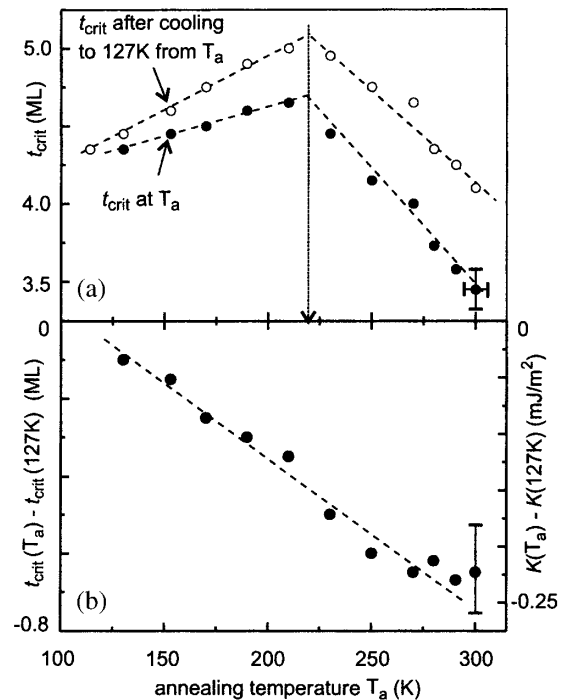 t_crit after cooling
to 127K from T_a
5.0
t_crit (ML)
4.0
t_crit at T_a
3.5
(a)
0
0
t_crit(T_a) - t_crit(127K) (ML)
K(T_a) - K(127K) (mJ/m²)
(b)
-0.25
-0.8
100 150 200 250 300
annealing temperature T_a (K)